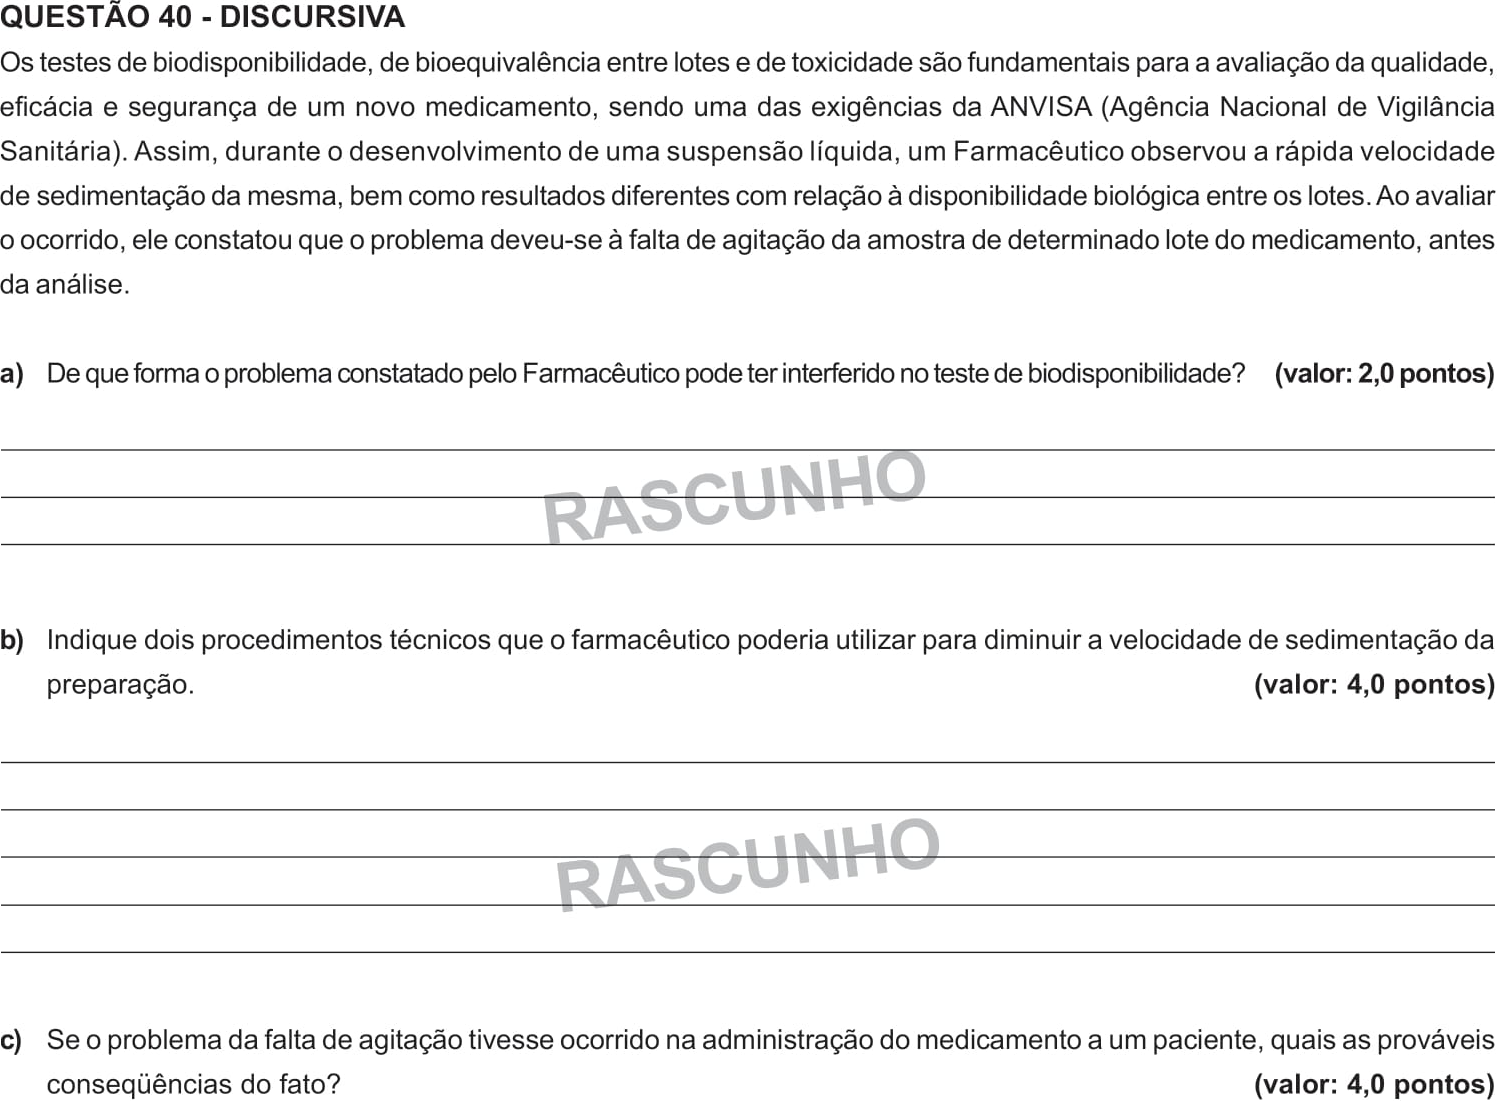 QUESTÃO 40 - DISCURSIVA
Os testes de biodisponibilidade, de bioequivalência entre lotes e de toxicidade são fundamentais para a avaliação da qualidade,
eficácia e segurança de um novo medicamento, sendo uma das exigências da ANVISA (Agência Nacional de Vigilância
Sanitária). Assim, durante o desenvolvimento de uma suspensão líquida, um Farmacêutico observou a rápida velocidade
de sedimentação da mesma, bem como resultados diferentes com relação à disponibilidade biológica entre os lotes. Ao avaliar
o ocorrido, ele constatou que o problema deveu-se à falta de agitação da amostra de determinado lote do medicamento, antes
da análise.
a) De que forma o problema constatado pelo Farmacêutico pode ter interferido no teste de biodisponibilidade? (valor: 2,0 pontos)
RASCUNHO
b) Indique dois procedimentos técnicos que o farmacêutico poderia utilizar para diminuir a velocidade de sedimentação da
preparação. (valor: 4,0 pontos)
RASCUNHO
c) Se o problema da falta de agitação tivesse ocorrido na administração do medicamento a um paciente, quais as prováveis
conseqüências do fato? (valor: 4,0 pontos)